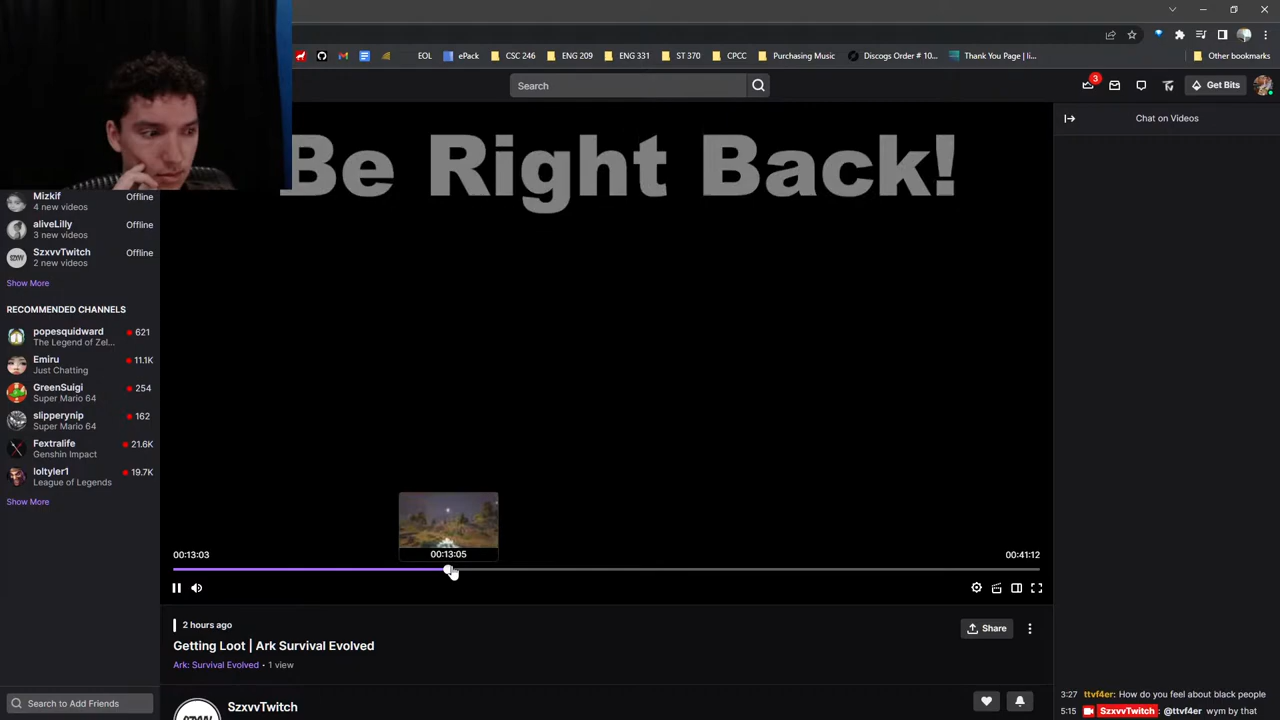 EOL
ePack
CSC 246
ENG 209
ENG 331
ST 370
CPCC
Purchasing Music
Discogs Order # 10...
Thank You Page | li...
Other bookmarks
Search
3
Get Bits
Chat on Videos
Be Right Back!
Mizkif
Offline
4 new videos
aliveLilly
Offline
3 new videos
SzxvvTwitch
Offline
2 new videos
Show More
RECOMMENDED CHANNELS
popesquidward
621
The Legend of Zel...
Emiru
11.1K
Just Chatting
GreenSuigi
254
Super Mario 64
slipperynip
162
Super Mario 64
Fextralife
21.6K
Genshin Impact
loltyler1
19.7K
League of Legends
Show More
00:13:03
00:13:05
00:41:12
2 hours ago
Getting Loot | Ark Survival Evolved
Ark: Survival Evolved • 1 view
Share
SzxvvTwitch
Search to Add Friends
3:27 ttvf4er: How do you feel about black people
5:15 SzxvvTwitch: @ttvf4er wym by that